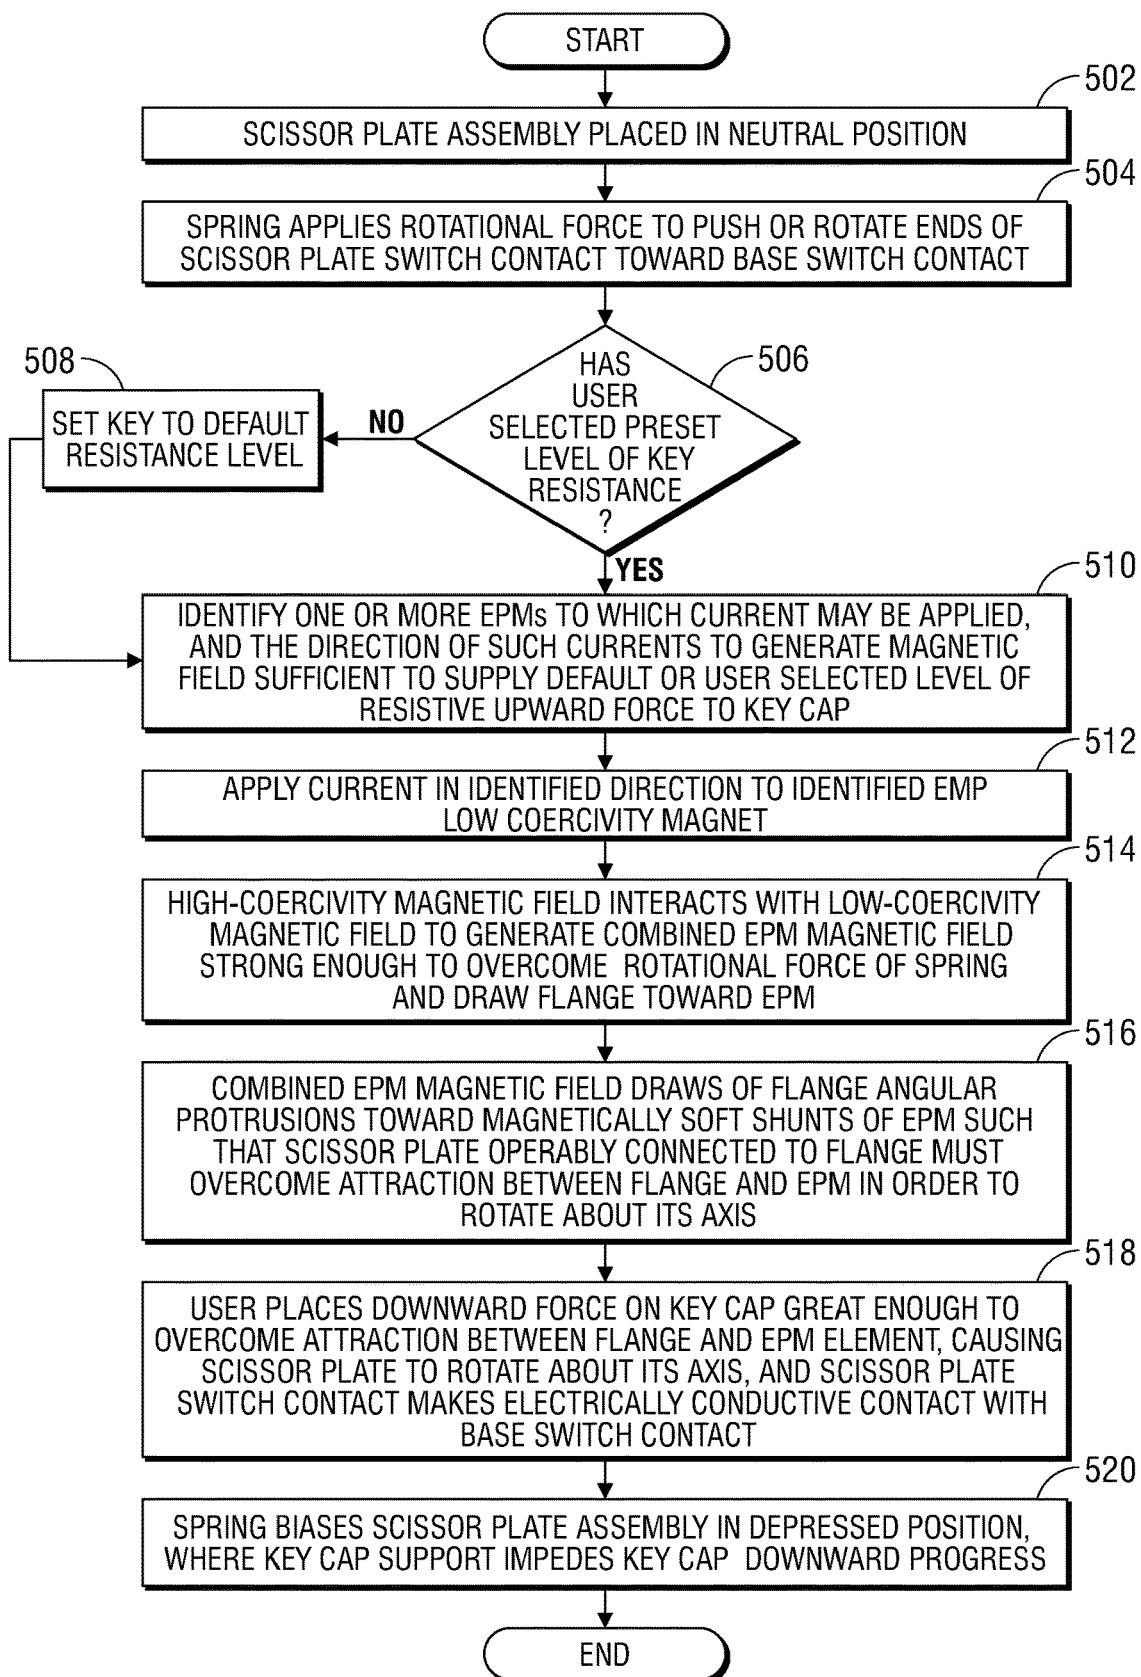 START
502
SCISSOR PLATE ASSEMBLY PLACED IN NEUTRAL POSITION
504
SPRING APPLIES ROTATIONAL FORCE TO PUSH OR ROTATE ENDS OF
SCISSOR PLATE SWITCH CONTACT TOWARD BASE SWITCH CONTACT
506
HAS
USER
SELECTED PRESET
LEVEL OF KEY
RESISTANCE
?
NO
508
SET KEY TO DEFAULT
RESISTANCE LEVEL
YES
510
IDENTIFY ONE OR MORE EPMs TO WHICH CURRENT MAY BE APPLIED,
AND THE DIRECTION OF SUCH CURRENTS TO GENERATE MAGNETIC
FIELD SUFFICIENT TO SUPPLY DEFAULT OR USER SELECTED LEVEL OF
RESISTIVE UPWARD FORCE TO KEY CAP
512
APPLY CURRENT IN IDENTIFIED DIRECTION TO IDENTIFIED EMP
LOW COERCIVITY MAGNET
514
HIGH-COERCIVITY MAGNETIC FIELD INTERACTS WITH LOW-COERCIVITY
MAGNETIC FIELD TO GENERATE COMBINED EPM MAGNETIC FIELD
STRONG ENOUGH TO OVERCOME ROTATIONAL FORCE OF SPRING
AND DRAW FLANGE TOWARD EPM
516
COMBINED EPM MAGNETIC FIELD DRAWS OF FLANGE ANGULAR
PROTRUSIONS TOWARD MAGNETICALLY SOFT SHUNTS OF EPM SUCH
THAT SCISSOR PLATE OPERABLY CONNECTED TO FLANGE MUST
OVERCOME ATTRACTION BETWEEN FLANGE AND EPM IN ORDER TO
ROTATE ABOUT ITS AXIS
518
USER PLACES DOWNWARD FORCE ON KEY CAP GREAT ENOUGH TO
OVERCOME ATTRACTION BETWEEN FLANGE AND EPM ELEMENT, CAUSING
SCISSOR PLATE TO ROTATE ABOUT ITS AXIS, AND SCISSOR PLATE
SWITCH CONTACT MAKES ELECTRICALLY CONDUCTIVE CONTACT WITH
BASE SWITCH CONTACT
520
SPRING BIASES SCISSOR PLATE ASSEMBLY IN DEPRESSED POSITION,
WHERE KEY CAP SUPPORT IMPEDES KEY CAP DOWNWARD PROGRESS
END